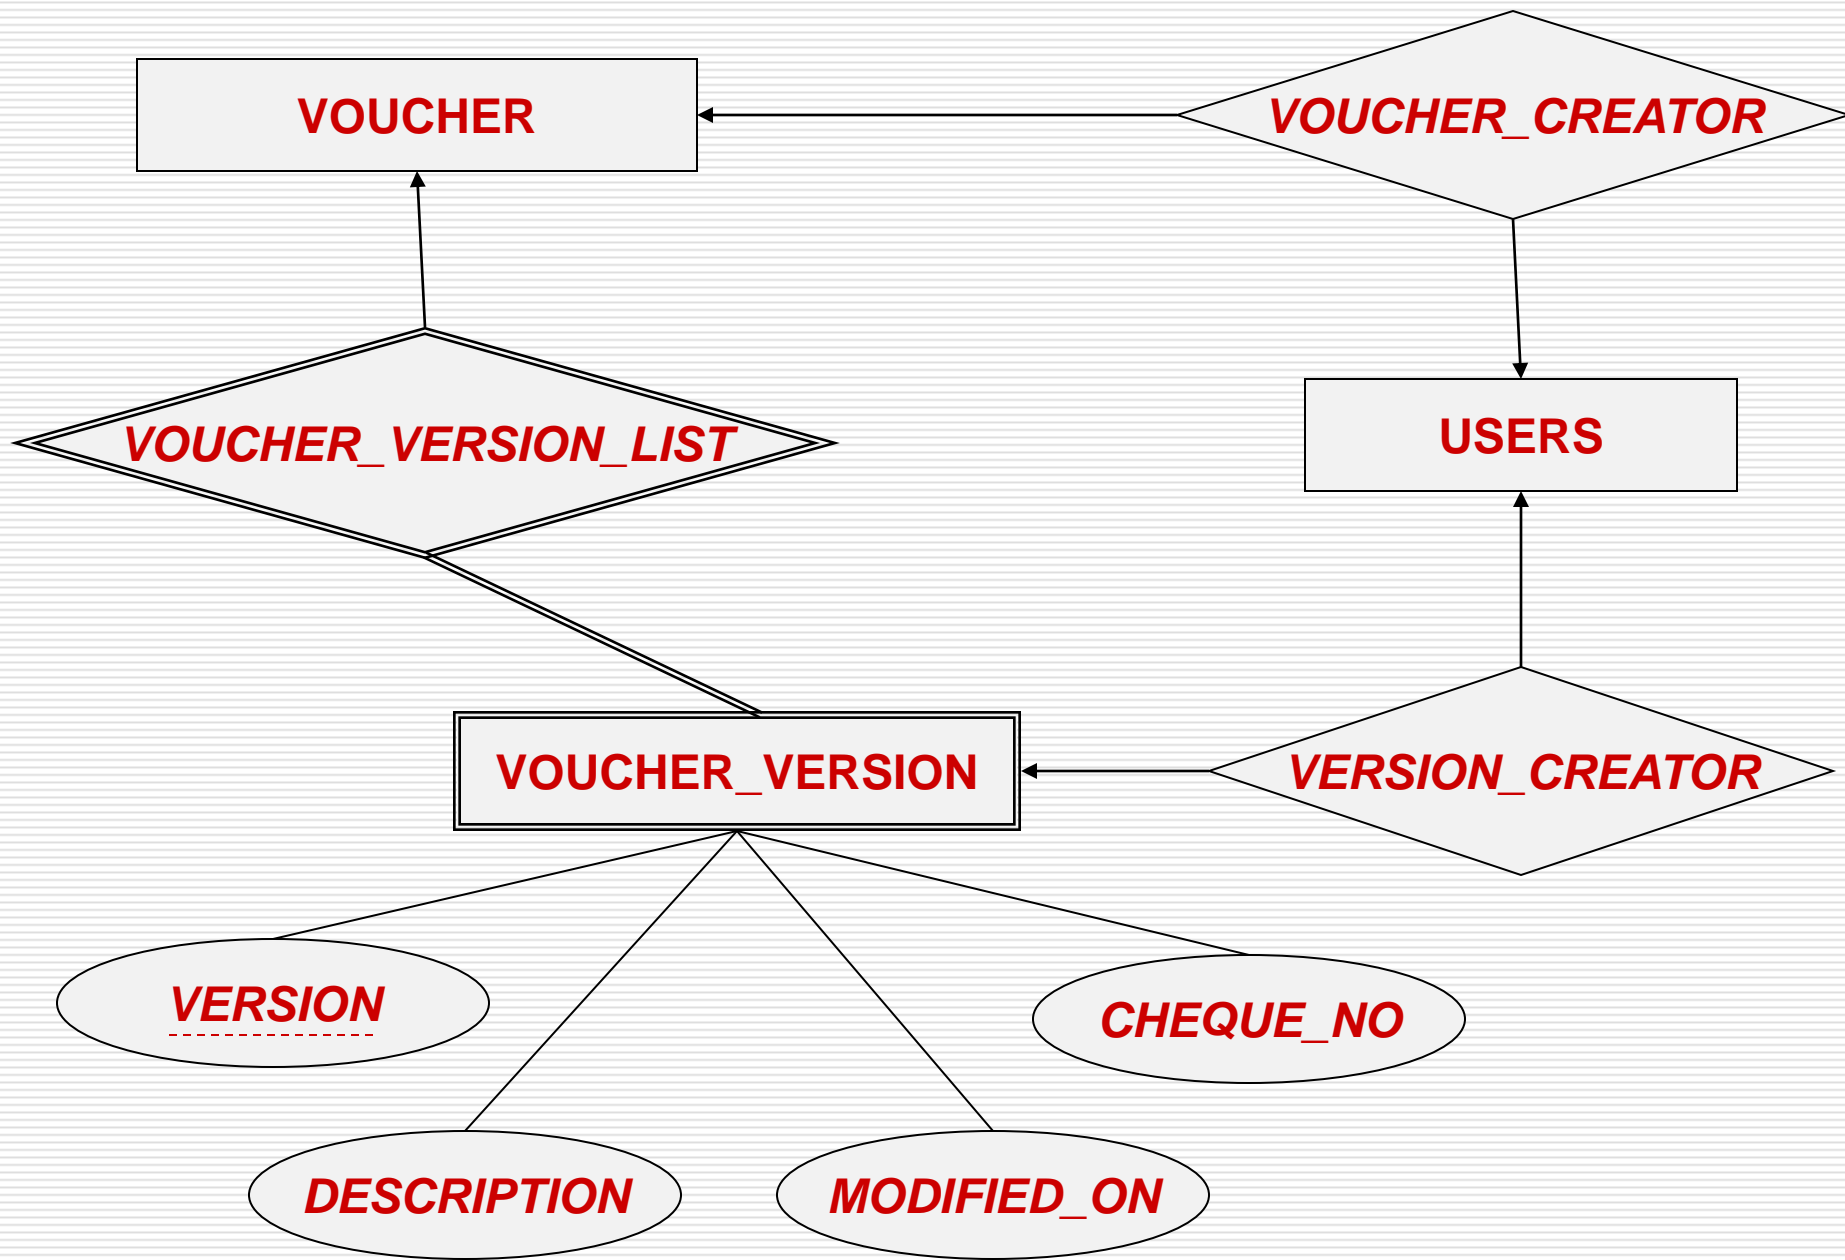 VOUCHER
VOUCHER_CREATOR
VOUCHER_VERSION_LIST
USERS
VOUCHER_VERSION
VERSION_CREATOR
VERSION
CHEQUE_NO
DESCRIPTION
MODIFIED_ON